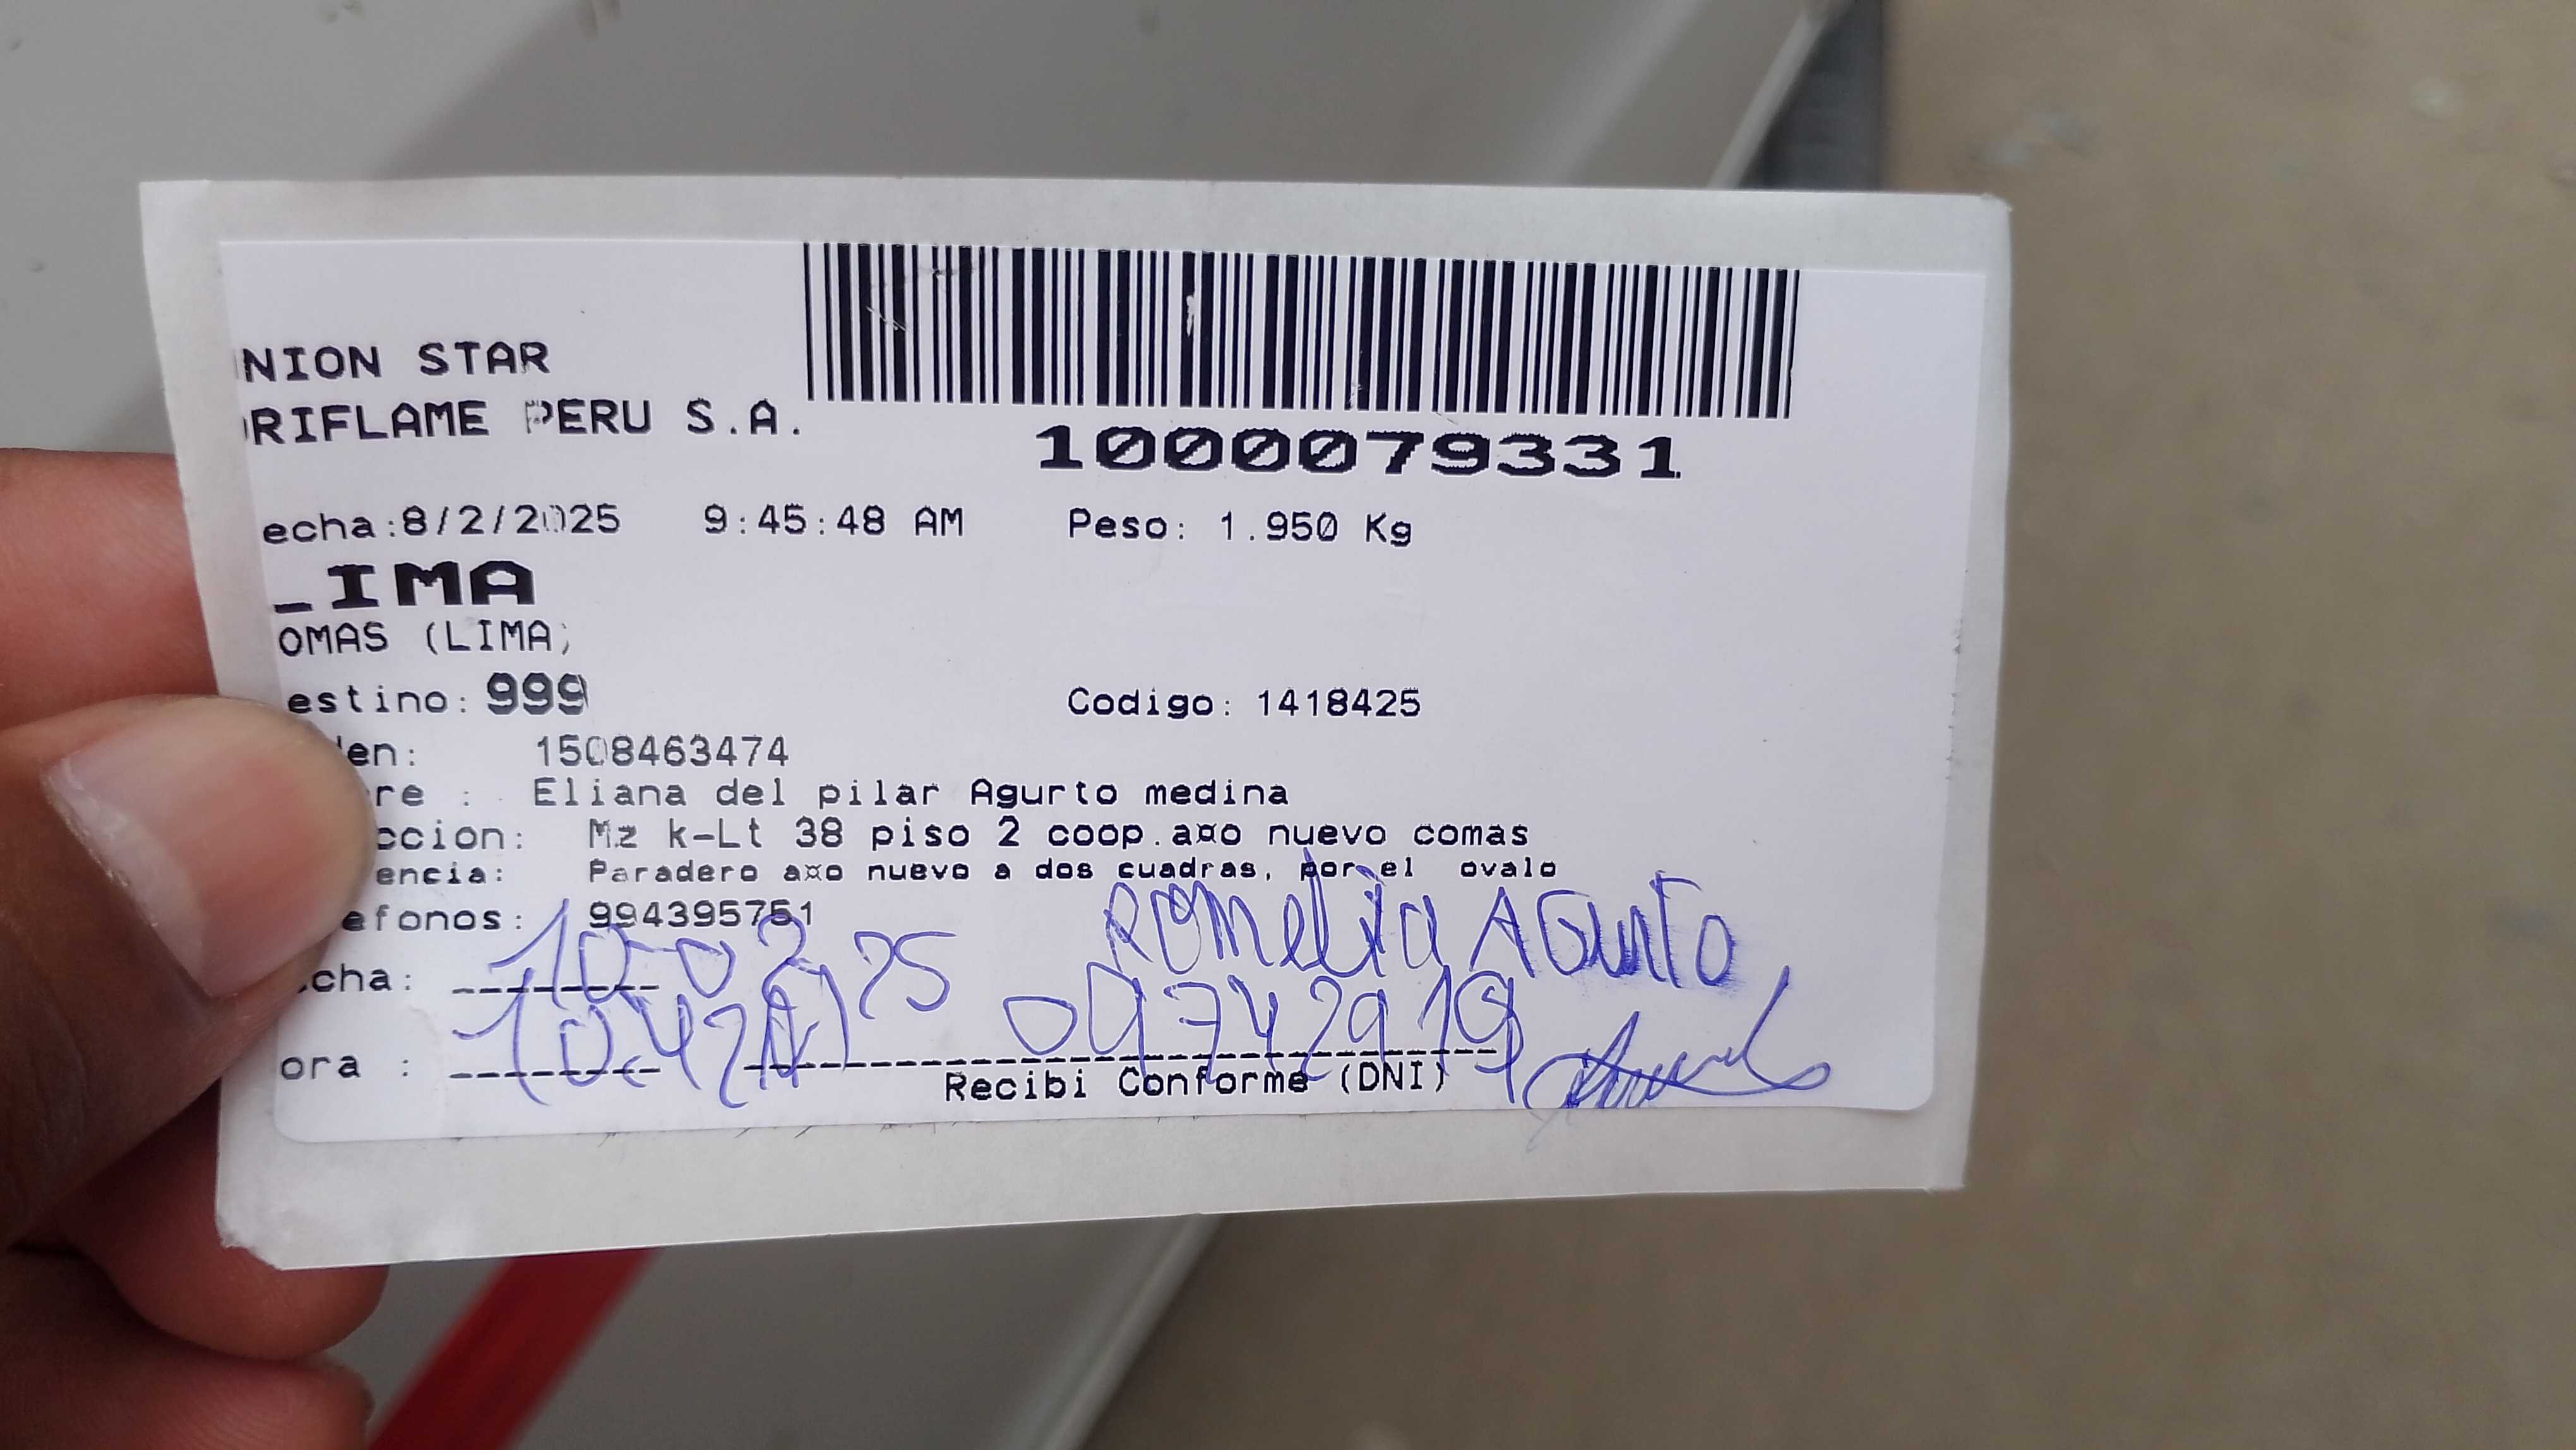 NION STAR
RIFLAME PERU S.A.
1000079331
echa:8/2/2025 9:45:48 AM Peso: 1.950 Kg
LIMA
OMAS (LIMA)
estino: 999 Codigo: 1418425
en: 1508463474
re : Eliana del pilar Agurto medina
ccion: Mz k-Lt 38 piso 2 coop.a¤o nuevo comas
encia: Paradero a¤o nuevo a dos cuadras, por el ovalo
efonos: 994395751
Romelia Agurto
cha: 10-02 25
ora :
Recibi Conforme (DNI)